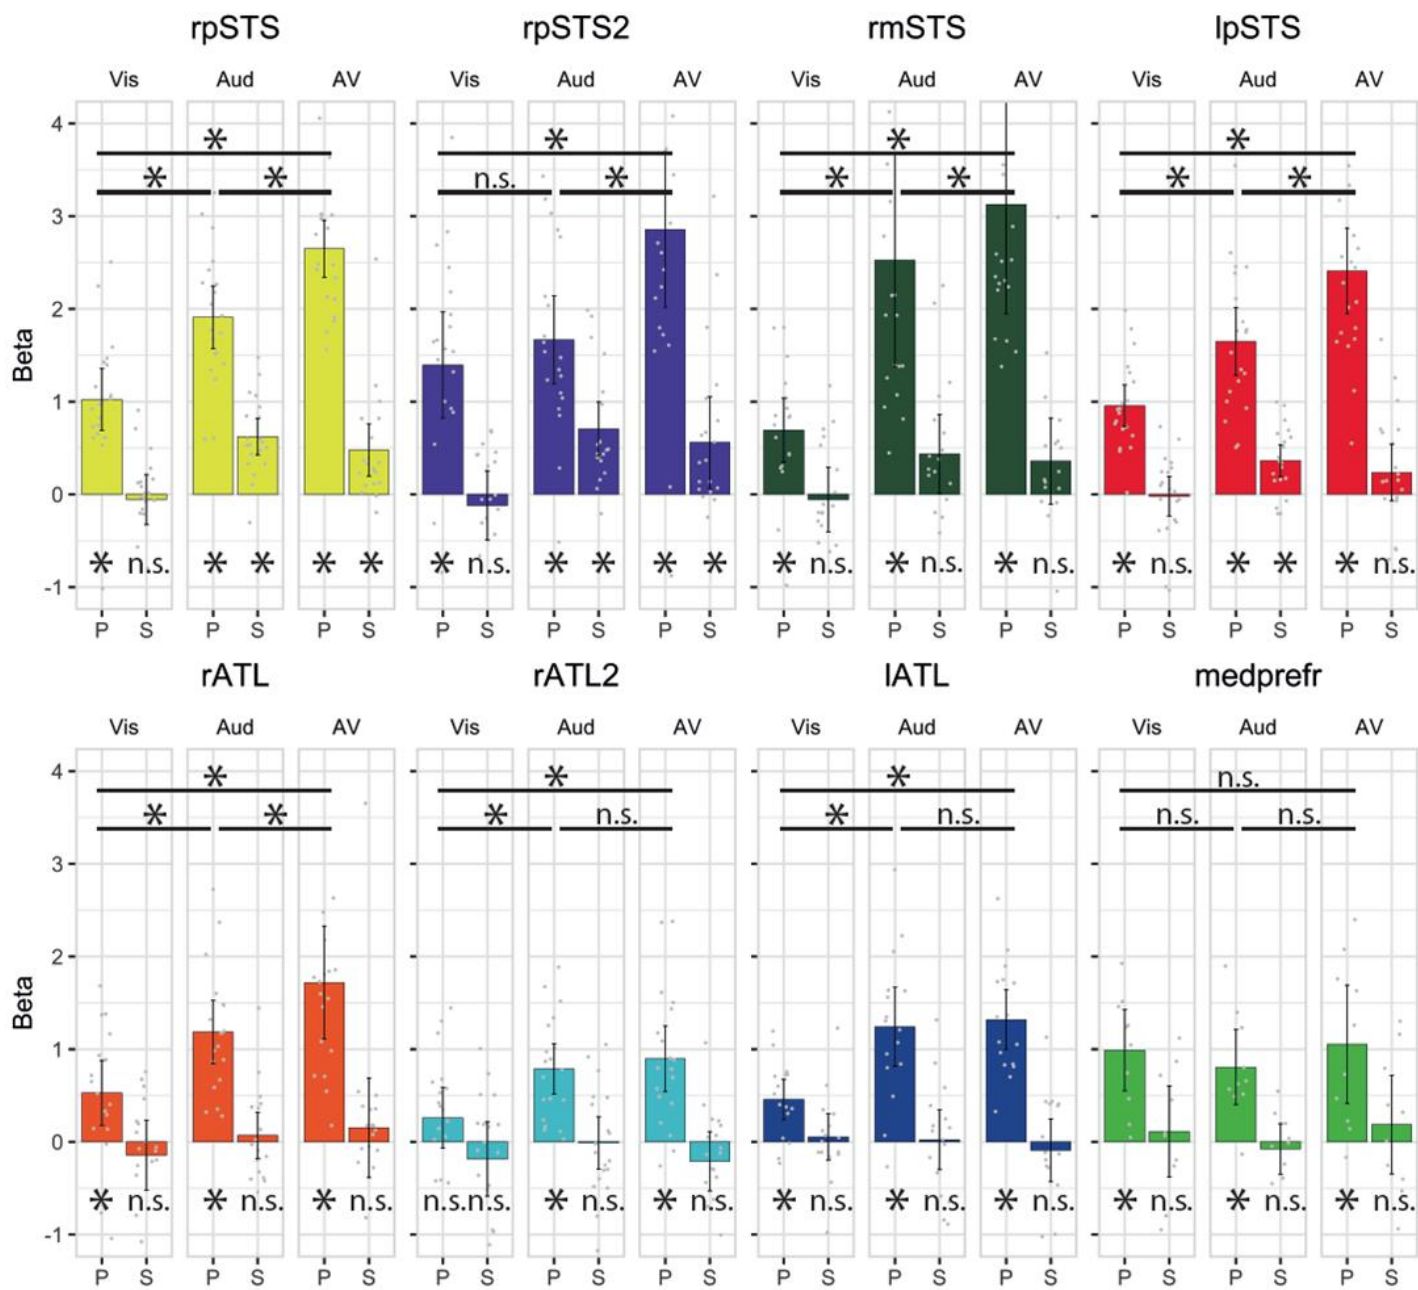 rpSTS rpSTS2 rmSTS lpSTS
Vis Aud AV Vis Aud AV Vis Aud AV Vis Aud AV
4 * * * *
* * n.s. * * * * *
3
2
Beta
1
0
* n.s. * * * * * n.s. * * * * * n.s. * n.s. * n.s. * n.s. * * * n.s.
-1
P S P S P S P S P S P S P S P S P S P S P S P S
rATL rATL2 lATL medprefr
Vis Aud AV Vis Aud AV Vis Aud AV Vis Aud AV
4 * * * n.s.
* * * n.s. * n.s. n.s. n.s.
3
2
Beta
1
0
* n.s. * n.s. * n.s. n.s. n.s. * n.s. * n.s. * n.s. * n.s. * n.s. * n.s. * n.s. * n.s.
-1
P S P S P S P S P S P S P S P S P S P S P S P S